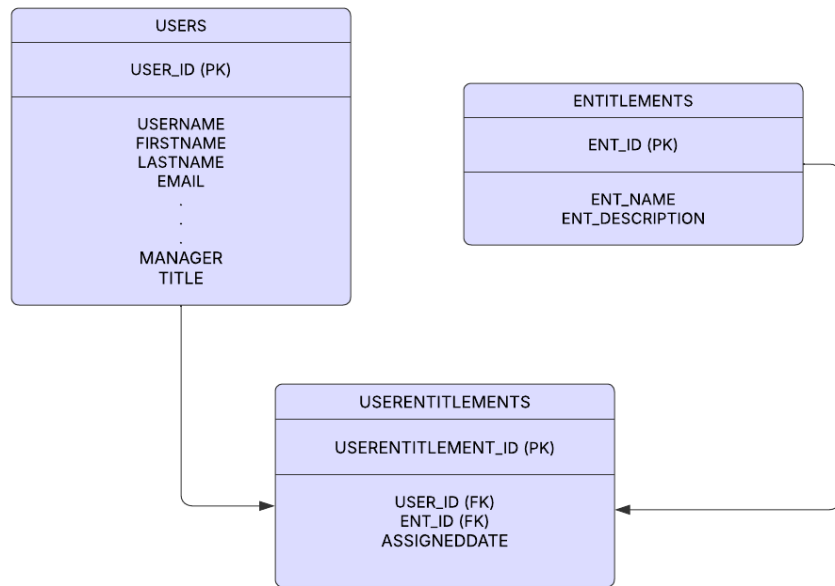 USERS
USER_ID (PK)
USERNAME
FIRSTNAME
LASTNAME
EMAIL
.
.
.
MANAGER
TITLE
ENTITLEMENTS
ENT_ID (PK)
ENT_NAME
ENT_DESCRIPTION
USERENTITLEMENTS
USERENTITLEMENT_ID (PK)
USER_ID (FK)
ENT_ID (FK)
ASSIGNEDDATE